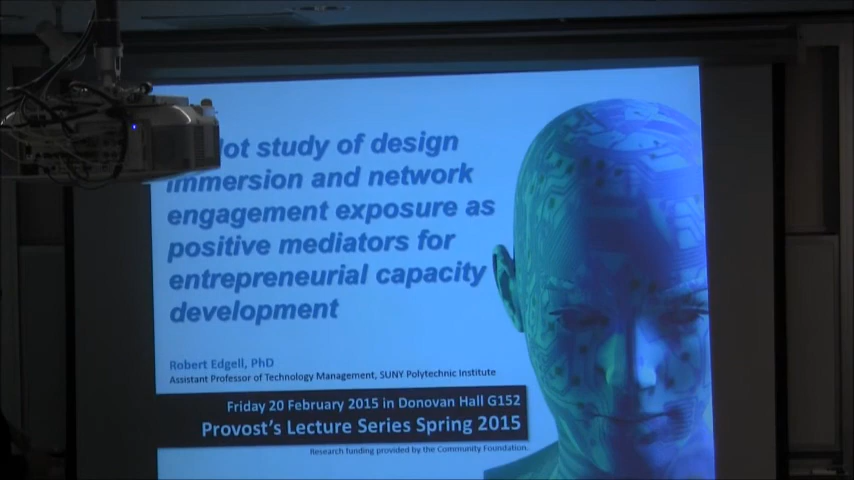 lot study of design
immersion and network
engagement exposure as
positive mediators for
entrepreneurial capacity
development
Robert Edgell, PhD
Assistant Professor of Technology Management, SUNY Polytechnic Institute
Friday 20 February 2015 in Donovan Hall G152
Provost's Lecture Series Spring 2015
Research funding provided by the Community Foundation.